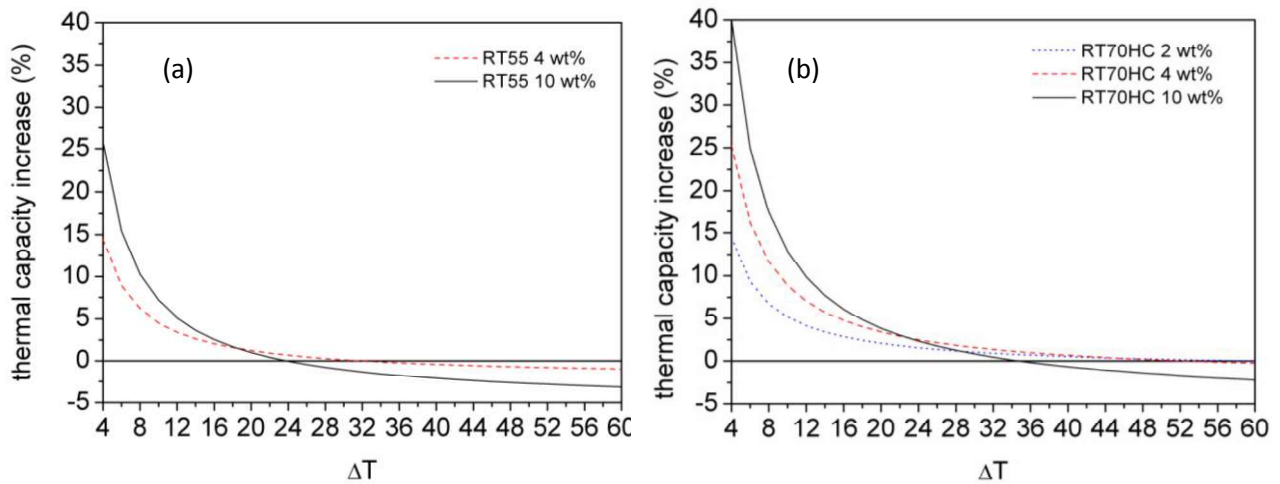 (a)
RT55 4 wt%
RT55 10 wt%
thermal capacity increase (%)
40
35
30
25
20
15
10
5
0
-5
4 8 12 16 20 24 28 32 36 40 44 48 52 56 60
ΔT
(b)
RT70HC 2 wt%
RT70HC 4 wt%
RT70HC 10 wt%
thermal capacity increase (%)
40
35
30
25
20
15
10
5
0
-5
4 8 12 16 20 24 28 32 36 40 44 48 52 56 60
ΔT